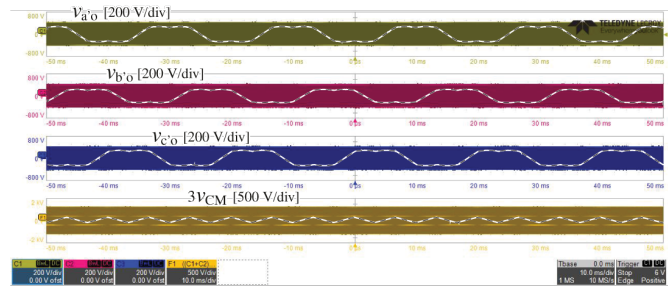 v_a'o [200 V/div]
800 V
TELEDYNE LECROY
Everywhereyoulook
C1
-800 V
-50 ms -40 ms -30 ms -20 ms -10 ms 0 µs 10 ms 20 ms 30 ms 40 ms 50 ms
v_b'o [200 V/div]
800 V
-800 V
-50 ms -40 ms -30 ms -20 ms -10 ms 0 µs 10 ms 20 ms 30 ms 40 ms 50 ms
v_c'o [200 V/div]
800 V
-800 V
-50 ms -40 ms -30 ms -20 ms -10 ms 0 µs 10 ms 20 ms 30 ms 40 ms 50 ms
3v_CM [500 V/div]
2 kV
F1
-2 kV
-50 ms -40 ms -30 ms -20 ms -10 ms 0 µs 10 ms 20 ms 30 ms 40 ms 50 ms
C1 C2 C3 F1 ((C1+C2)
200 V/div 200 V/div 200 V/div 500 V/div
0.00 V ofst 0.00 V ofst 0.00 V ofst 10.0 ms/div
Tbase 0.0 ms Trigger C1 DC
10.0 ms/div Stop 6 V
1 MS 10 MS/s Edge Positive